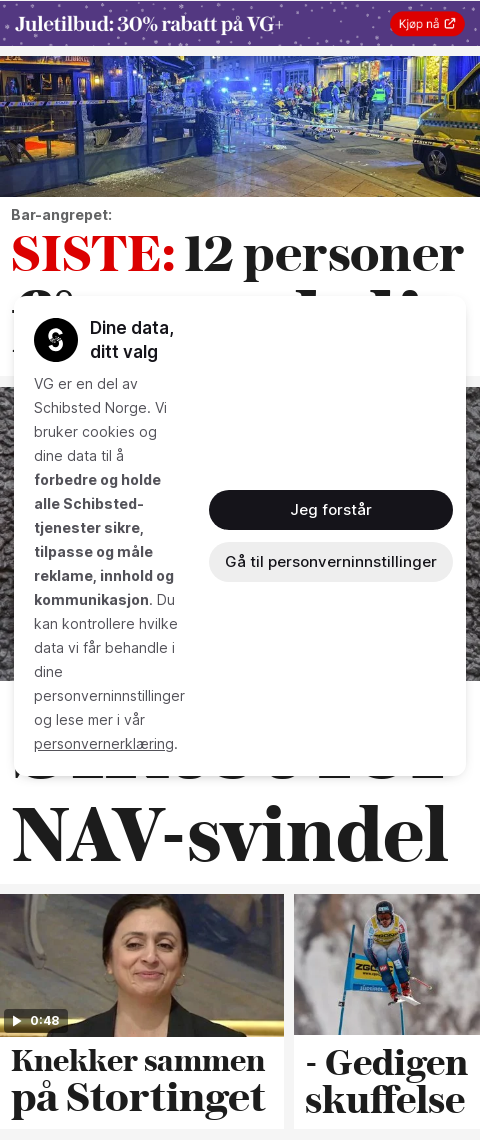 Juletilbud: 30% rabatt på VG+
Kjøp nå
Bar-angrepet:
SISTE: 12 personer
Dine data,
ditt valg
VG er en del av
Schibsted Norge. Vi
bruker cookies og
dine data til å
forbedre og holde
alle Schibsted-
tjenester sikre,
tilpasse og måle
reklame, innhold og
kommunikasjon. Du
kan kontrollere hvilke
data vi får behandle i
dine
personverninnstillinger
og lese mer i vår
personvernerklæring.
Jeg forstår
Gå til personverninnstillinger
NAV-svindel
0:48
Knekker sammen
på Stortinget
- Gedigen
skuffelse